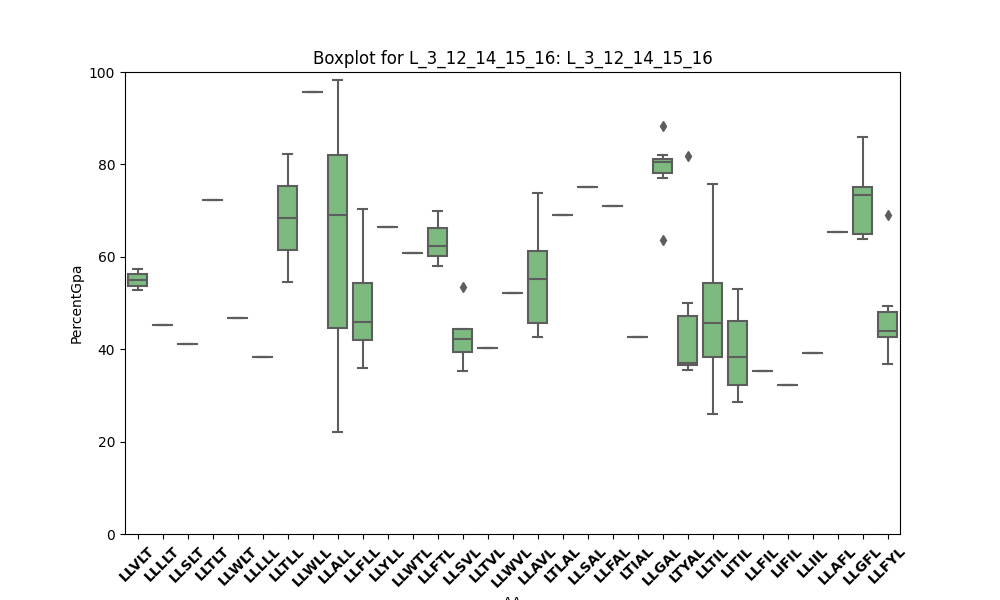 Boxplot for L_3_12_14_15_16: L_3_12_14_15_16
100
80
60
40
20
0
PercentGpa
LLVLT LLLLT LLSLT LLTLT LLWLT LLLLL LLTLL LLWLL LLALL LLFLL LLYLL LLWTL LLFTL LLSVL LLTVL LLWVL LLAVL LTLAL LLSAL LLFAL LTIAL LLGAL LTYAL LLTIL LITIL LLFIL LIFIL LLIIL LLAFL LLGFL LLFYL
AA